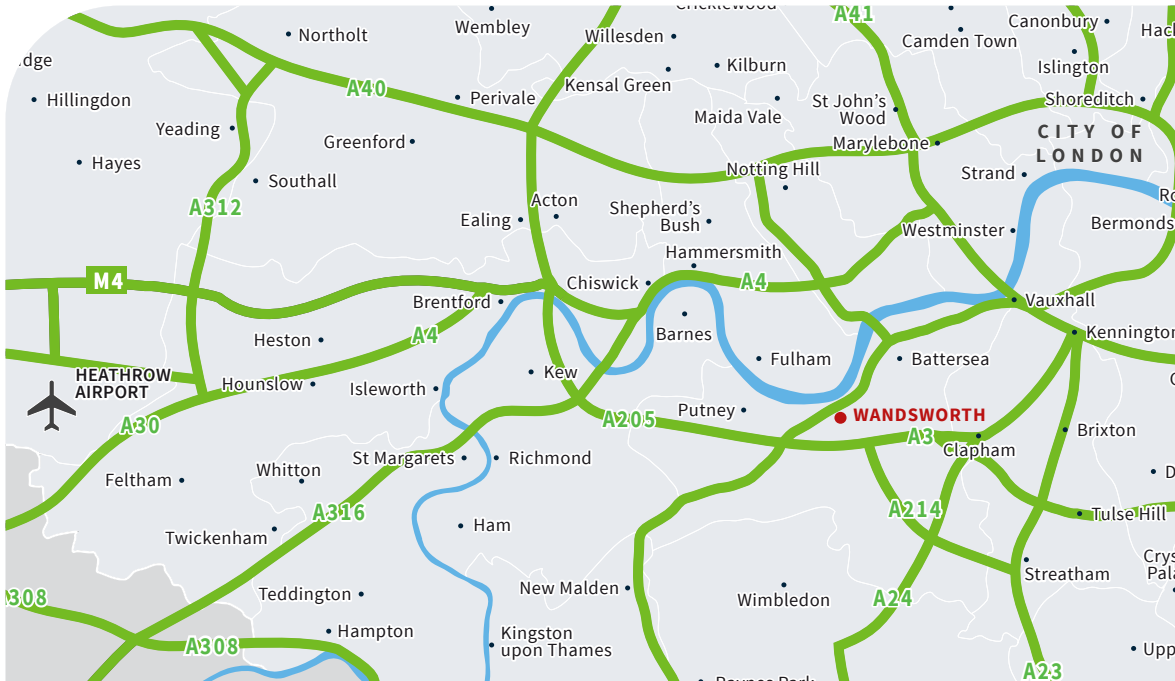 Cricklewood
A41
Canonbury
Wembley
Northolt
Willesden
Camden Town
Kilburn
Islington
Kensal Green
A40
Hillingdon
Perivale
St John's
Wood
Shoreditch
Maida Vale
Yeading
CITY OF
LONDON
Greenford
Marylebone
Hayes
Notting Hill
Southall
Strand
Acton
A312
Shepherd's
Bush
Ealing
Westminster
Hammersmith
M4
Chiswick
A4
Brentford
Vauxhall
A4
Barnes
Kennington
Heston
Fulham
Battersea
HEATHROW
AIRPORT
Kew
Hounslow
Isleworth
Putney
WANDSWORTH
A205
A30
A3
Brixton
Clapham
St Margarets
Richmond
Whitton
Feltham
A316
A214
Tulse Hill
Ham
Twickenham
Streatham
New Malden
Teddington
Wimbledon
A24
308
Hampton
Kingston
upon Thames
A308
A23